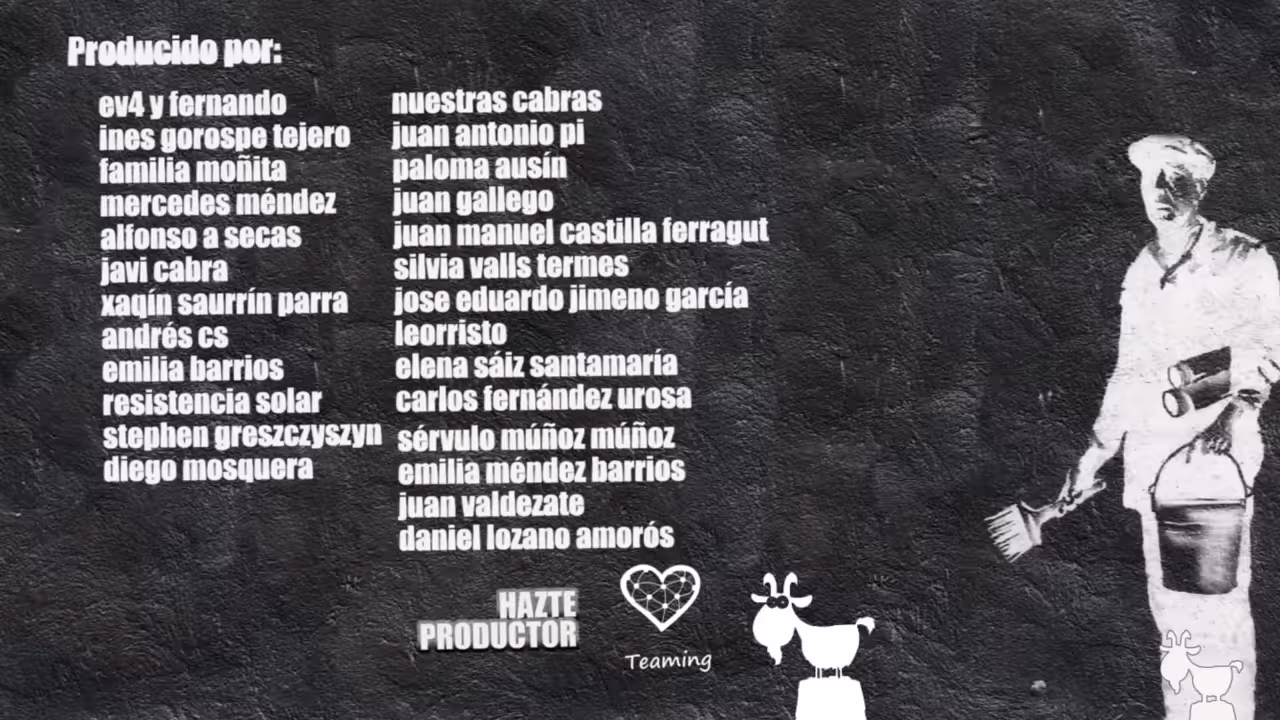 Producido por:
ev4 y fernando
ines gorospe tejero
familia moñita
mercedes méndez
alfonso a secas
javi cabra
xaqín saurrín parra
andrés cs
emilia barrios
resistencia solar
stephen greszczyszyn
diego mosquera
nuestras cabras
juan antonio pi
paloma ausín
juan gallego
juan manuel castilla ferragut
silvia valls termes
jose eduardo jimeno garcía
leorristo
elena sáiz santamaría
carlos fernández urosa
sérvulo múñoz múñoz
emilia méndez barrios
juan valdezate
daniel lozano amorós
HAZTE
PRODUCTOR
Teaming